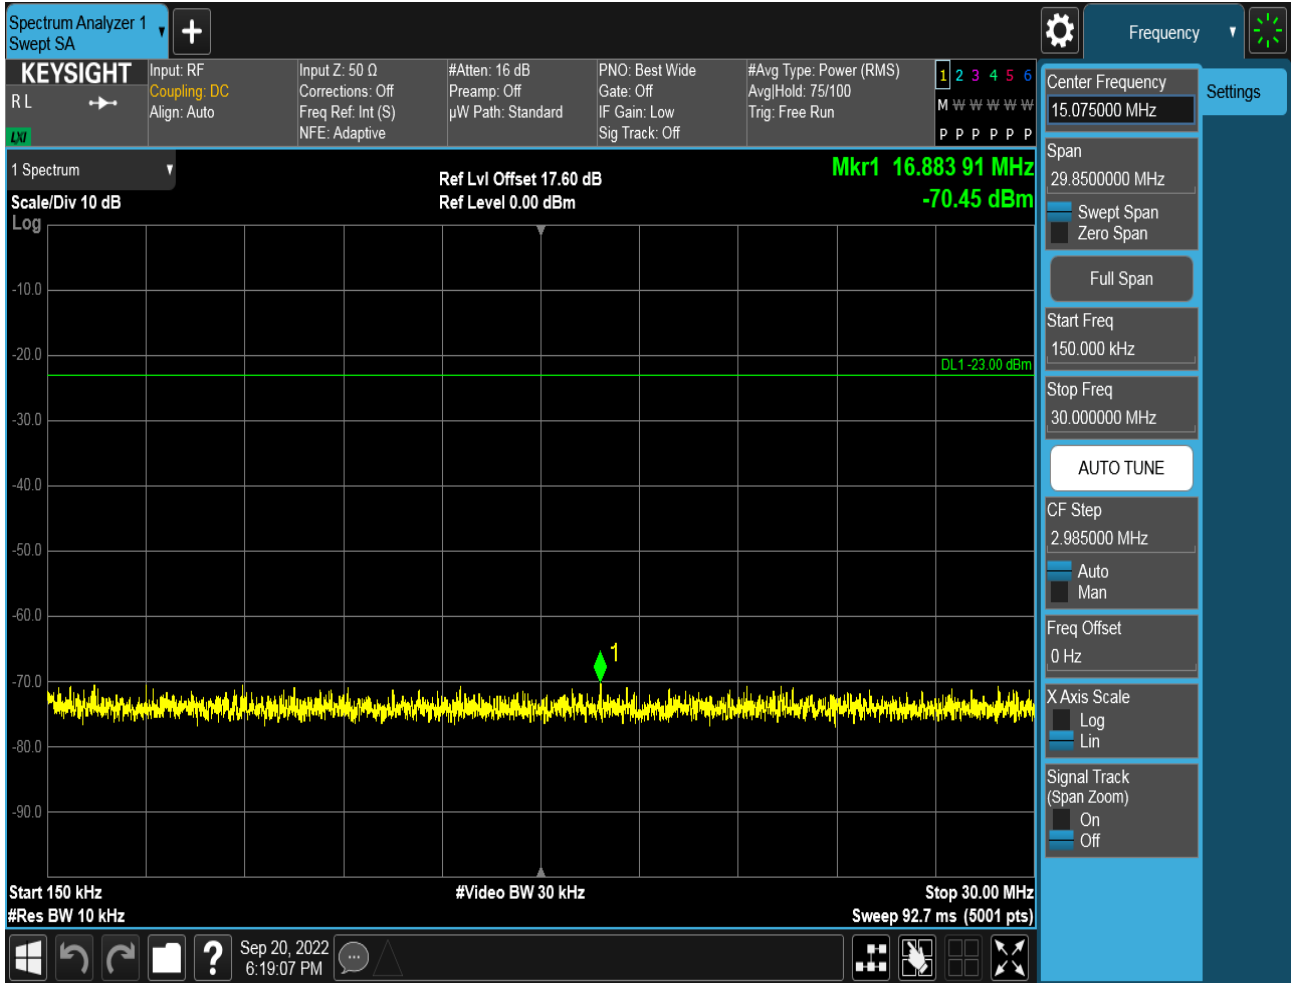 Spectrum Analyzer 1
Swept SA
Frequency
KEYSIGHT
R L
LXI
Input: RF
Coupling: DC
Align: Auto
Input Z: 50 Ω
Corrections: Off
Freq Ref: Int (S)
NFE: Adaptive
#Atten: 16 dB
Preamp: Off
µW Path: Standard
PNO: Best Wide
Gate: Off
IF Gain: Low
Sig Track: Off
#Avg Type: Power (RMS)
Avg|Hold: 75/100
Trig: Free Run
1 2 3 4 5 6
M W W W W W
P P P P P P
1 Spectrum
Scale/Div 10 dB
Log
Ref Lvl Offset 17.60 dB
Ref Level 0.00 dBm
Mkr1 16.883 91 MHz
-70.45 dBm
-10.0
-20.0
DL1 -23.00 dBm
-30.0
-40.0
-50.0
-60.0
1
-70.0
-80.0
-90.0
Start 150 kHz
#Video BW 30 kHz
Stop 30.00 MHz
#Res BW 10 kHz
Sweep 92.7 ms (5001 pts)
Sep 20, 2022
6:19:07 PM
Center Frequency
15.075000 MHz
Settings
Span
29.8500000 MHz
Swept Span
Zero Span
Full Span
Start Freq
150.000 kHz
Stop Freq
30.000000 MHz
AUTO TUNE
CF Step
2.985000 MHz
Auto
Man
Freq Offset
0 Hz
X Axis Scale
Log
Lin
Signal Track
(Span Zoom)
On
Off